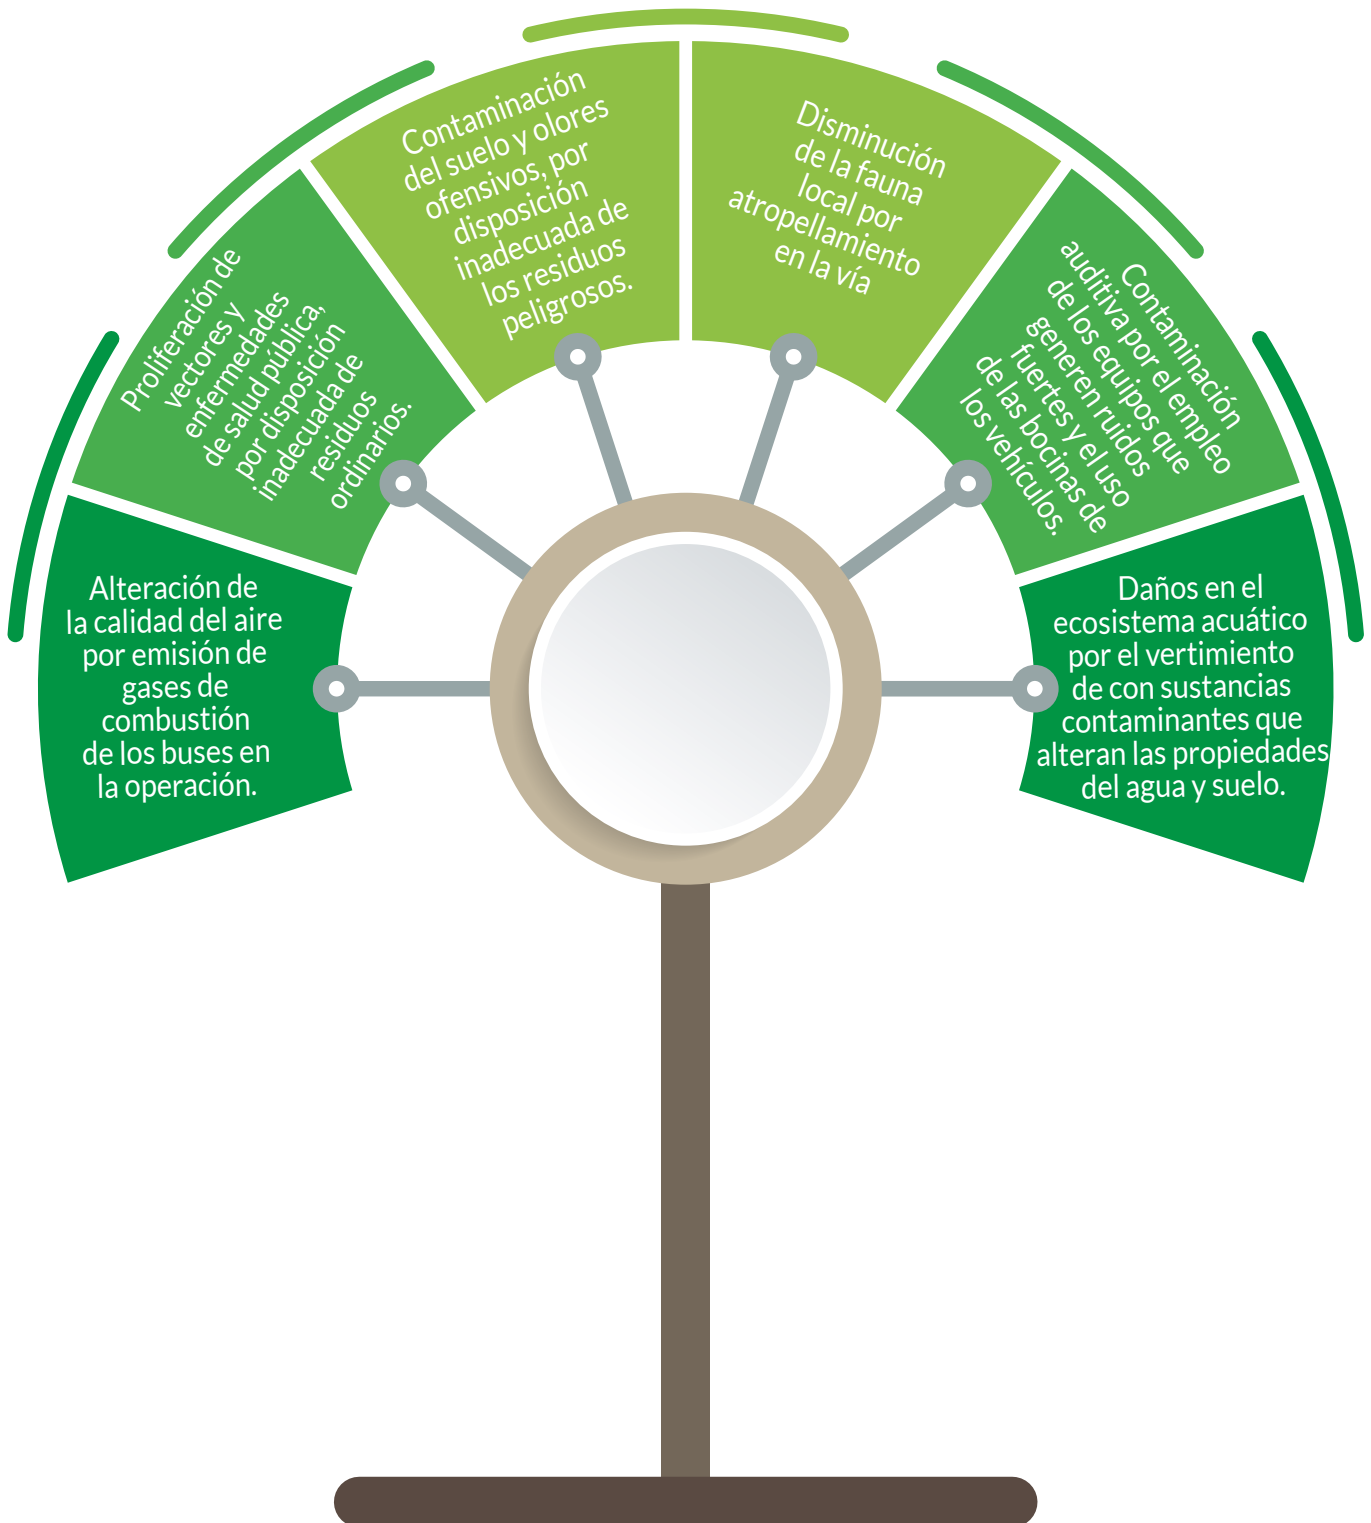 Alteración de
la calidad del aire
por emisión de
gases de
combustión
de los buses en
la operación.
Proliferación de
vectores y
enfermedades
de salud pública,
por disposición
inadecuada de
residuos
ordinarios.
Contaminación
del suelo y olores
ofensivos, por
disposición
inadecuada de
los residuos
peligrosos.
Disminución
de la fauna
local por
atropellamiento
en la vía
Contaminación
auditiva por el empleo
de los equipos que
generen ruidos
fuertes y el uso
de las bocinas de
los vehículos.
Daños en el
ecosistema acuático
por el vertimiento
de con sustancias
contaminantes que
alteran las propiedades
del agua y suelo.